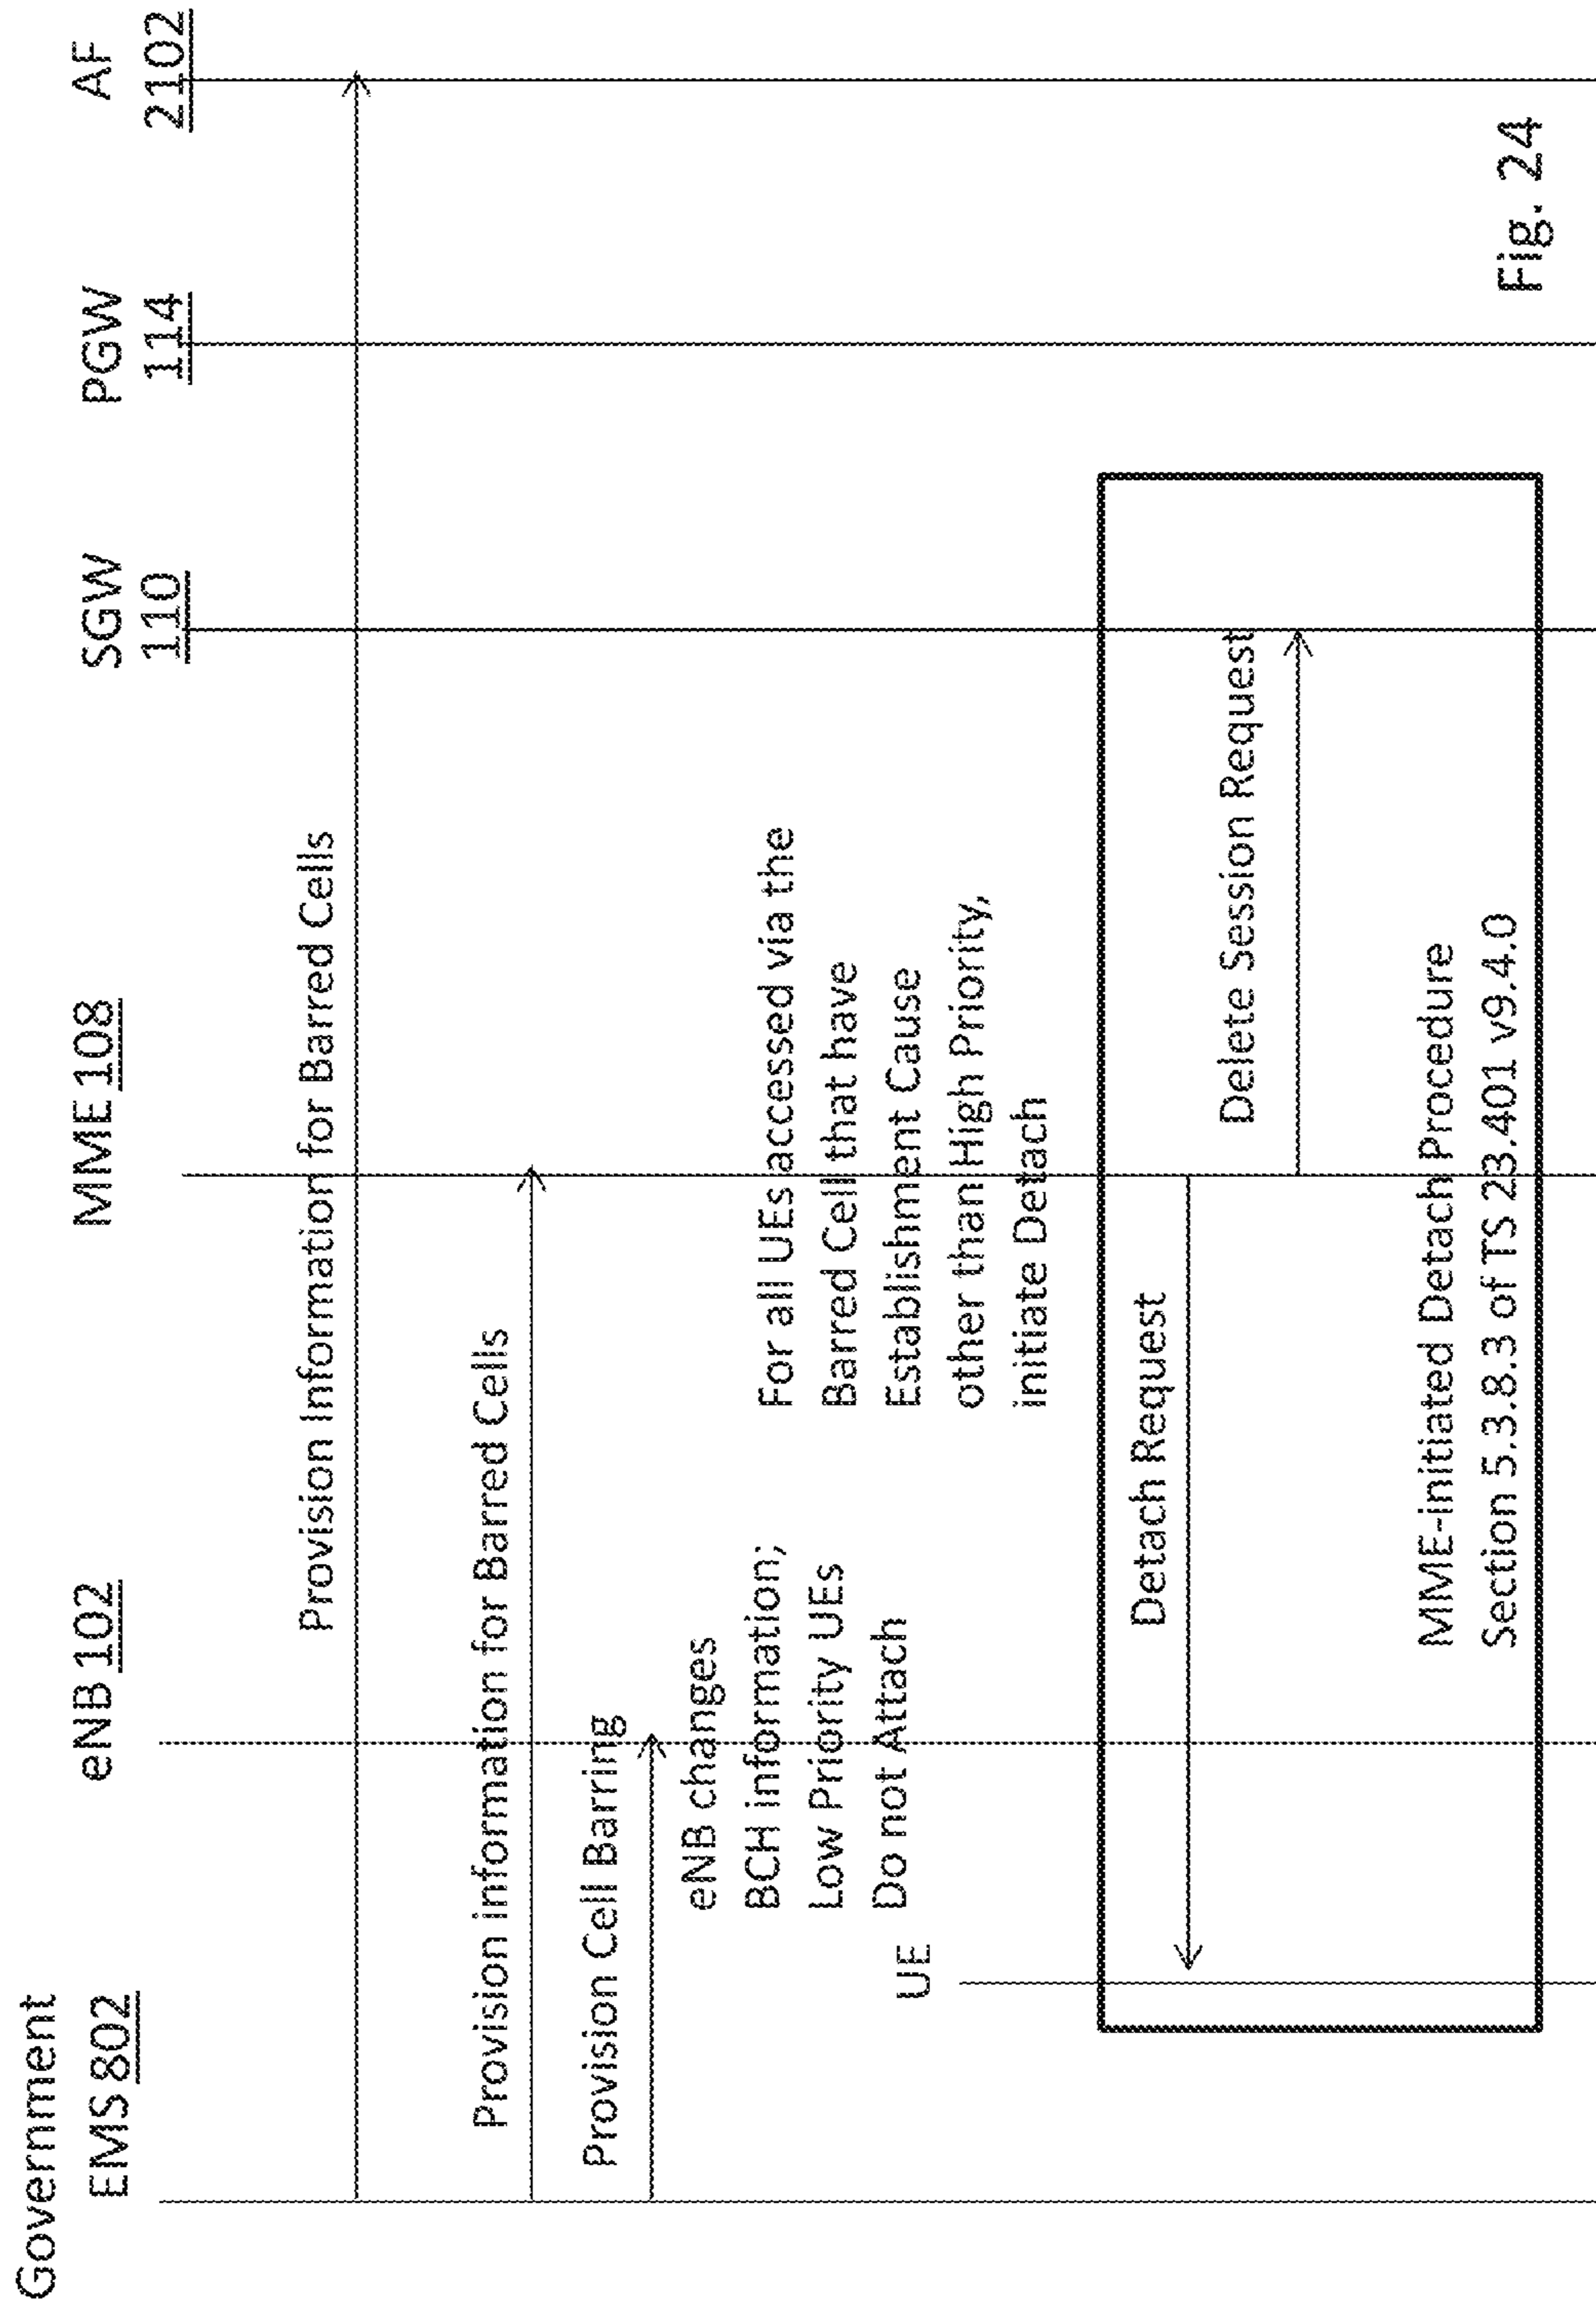 Government
EMS 802
eNB 102
MME 108
SGW
110
PGW
114
AF
2102
Provision Information for Barred Cells
Provision information for Barred Cells
Provision Cell Barring
eNB changes
BCH information;
Low Priority UEs
Do not Attach
For all UEs accessed via the
Barred Cell that have
Establishment Cause
other than High Priority,
initiate Detach
UE
Detach Request
Delete Session Request
MME-initiated Detach Procedure
Section 5.3.8.3 of TS 23.401 v9.4.0
Fig. 24